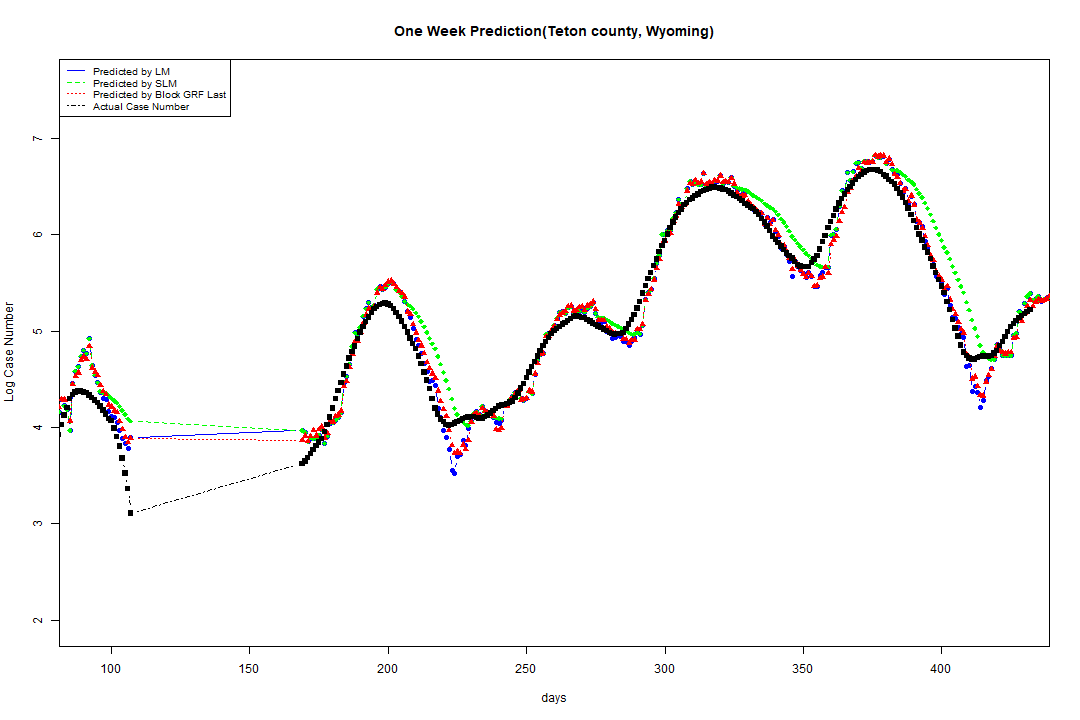 One Week Prediction(Teton county, Wyoming)
Predicted by LM
Predicted by SLM
Predicted by Block GRF Last
Actual Case Number
Log Case Number
7
6
5
4
3
2
100 150 200 250 300 350 400
days